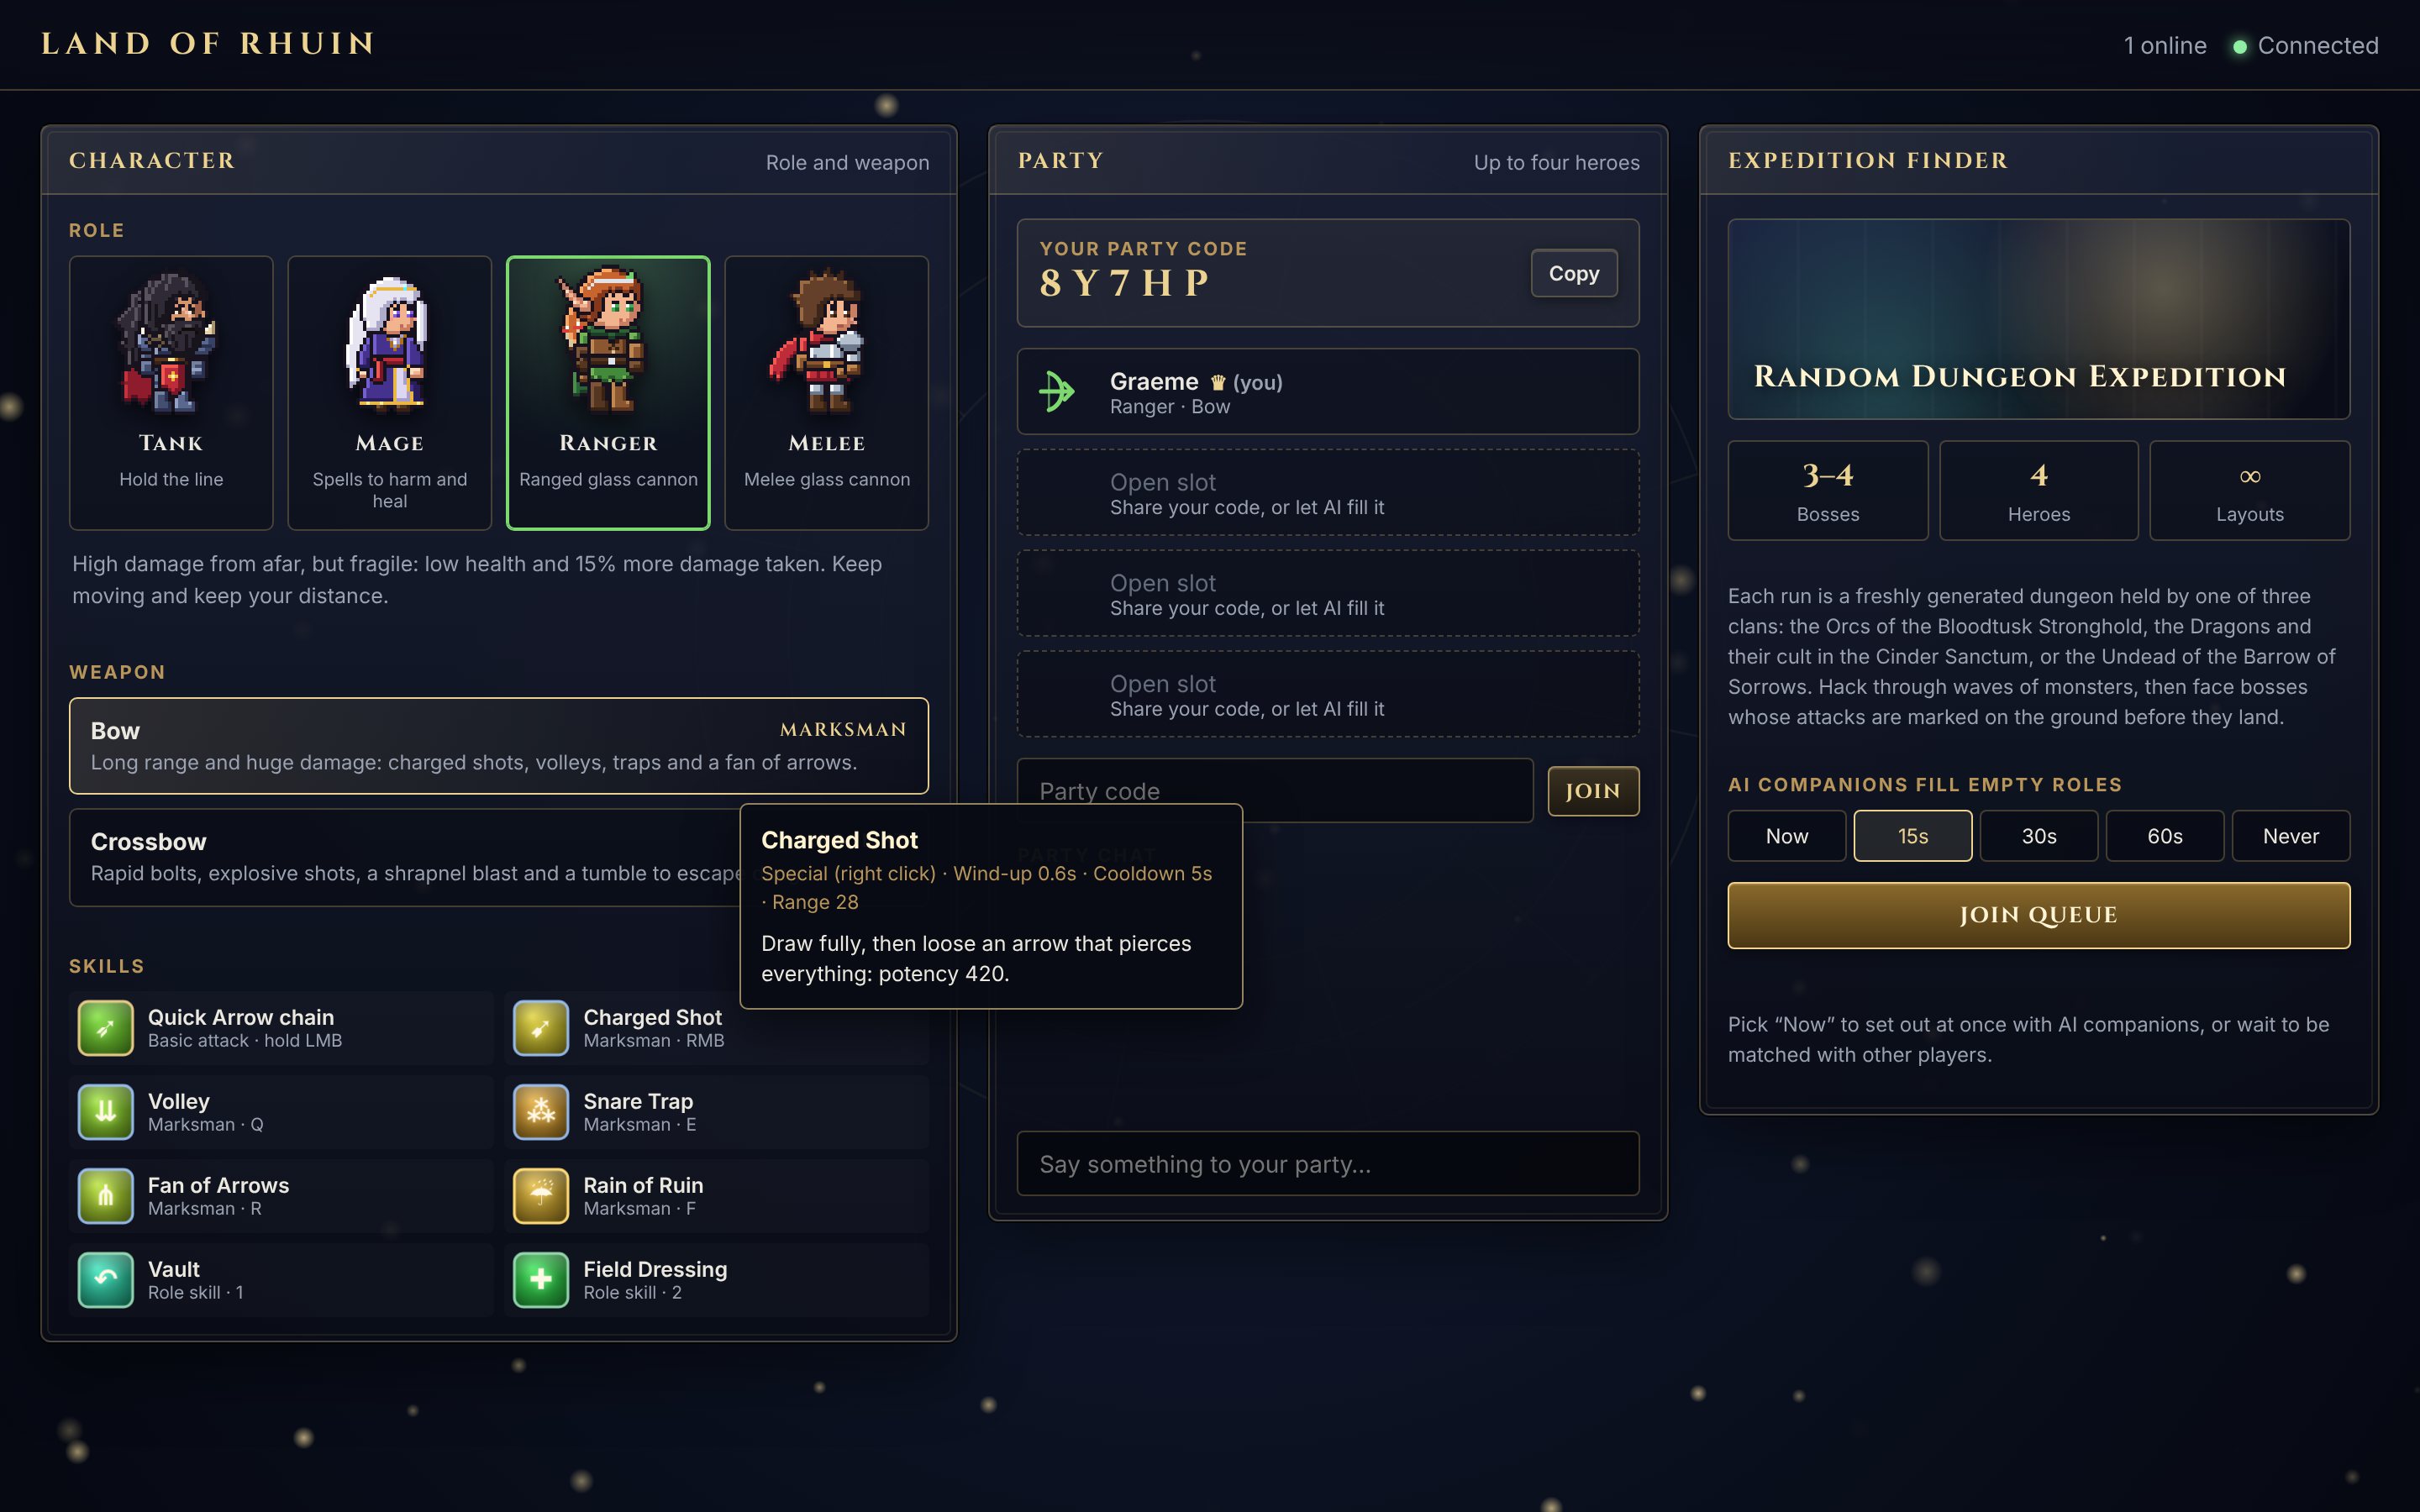 LAND OF RHUIN
1 online
Connected
CHARACTER
Role and weapon
ROLE
TANK
Hold the line
MAGE
Spells to harm and
heal
RANGER
Ranged glass cannon
MELEE
Melee glass cannon
High damage from afar, but fragile: low health and 15% more damage taken. Keep
moving and keep your distance.
WEAPON
Bow
MARKSMAN
Long range and huge damage: charged shots, volleys, traps and a fan of arrows.
Crossbow
Rapid bolts, explosive shots, a shrapnel blast and a tumble to escape
Charged Shot
Special (right click) · Wind-up 0.6s · Cooldown 5s
· Range 28
Draw fully, then loose an arrow that pierces
everything: potency 420.
SKILLS
Quick Arrow chain
Basic attack · hold LMB
Charged Shot
Marksman · RMB
Volley
Marksman · Q
Snare Trap
Marksman · E
Fan of Arrows
Marksman · R
Rain of Ruin
Marksman · F
Vault
Role skill · 1
Field Dressing
Role skill · 2
PARTY
Up to four heroes
YOUR PARTY CODE
8Y7HP
Copy
Graeme ♛ (you)
Ranger · Bow
Open slot
Share your code, or let AI fill it
Open slot
Share your code, or let AI fill it
Open slot
Share your code, or let AI fill it
Party code
JOIN
PARTY CHAT
Say something to your party...
EXPEDITION FINDER
RANDOM DUNGEON EXPEDITION
3–4
Bosses
4
Heroes
∞
Layouts
Each run is a freshly generated dungeon held by one of three
clans: the Orcs of the Bloodtusk Stronghold, the Dragons and
their cult in the Cinder Sanctum, or the Undead of the Barrow of
Sorrows. Hack through waves of monsters, then face bosses
whose attacks are marked on the ground before they land.
AI COMPANIONS FILL EMPTY ROLES
Now
15s
30s
60s
Never
JOIN QUEUE
Pick “Now” to set out at once with AI companions, or wait to be
matched with other players.